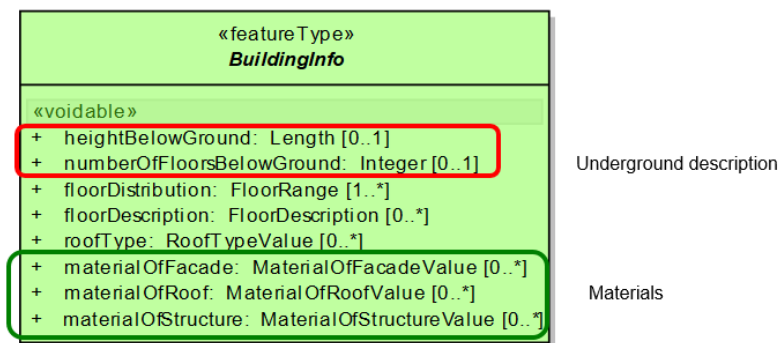 «featureType»
BuildingInfo
«voidable»
+ heightBelowGround: Length [0..1]
+ numberOfFloorsBelowGround: Integer [0..1]
Underground description
+ floorDistribution: FloorRange [1..*]
+ floorDescription: FloorDescription [0..*]
+ roofType: RoofTypeValue [0..*]
+ materialOfFacade: MaterialOfFacadeValue [0..*]
+ materialOfRoof: MaterialOfRoofValue [0..*]
Materials
+ materialOfStructure: MaterialOfStructureValue [0..*]